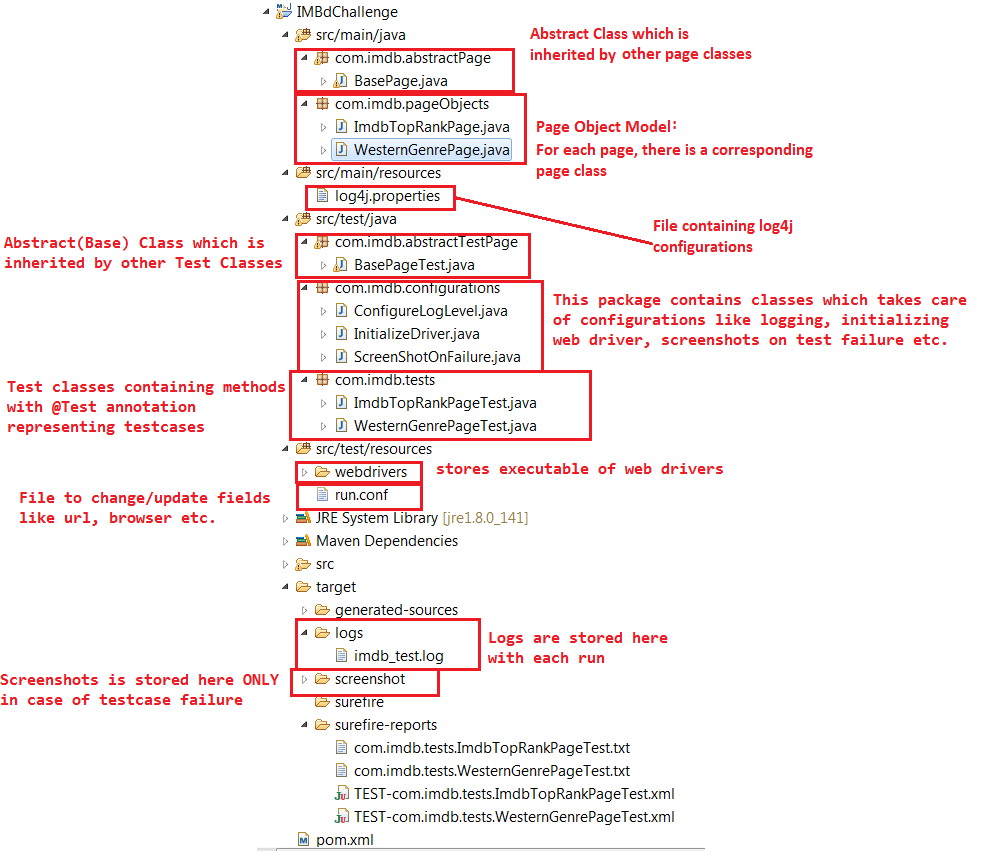 IMBdChallenge
src/main/java
Abstract Class which is
inherited by other page classes
com.imdb.abstractPage
BasePage.java
com.imdb.pageObjects
ImdbTopRankPage.java
WesternGenrePage.java
Page Object Model:
For each page, there is a corresponding
page class
src/main/resources
log4j.properties
File containing log4j
configurations
src/test/java
Abstract(Base) Class which is
inherited by other Test Classes
com.imdb.abstractTestPage
BasePageTest.java
com.imdb.configurations
ConfigureLogLevel.java
InitializeDriver.java
ScreenShotOnFailure.java
This package contains classes which takes care
of configurations like logging, initializing
web driver, screenshots on test failure etc.
Test classes containing methods
with @Test annotation
representing testcases
com.imdb.tests
ImdbTopRankPageTest.java
WesternGenrePageTest.java
src/test/resources
webdrivers
stores executable of web drivers
run.conf
File to change/update fields
like url, browser etc.
JRE System Library [jre1.8.0_141]
Maven Dependencies
src
target
generated-sources
logs
imdb_test.log
Logs are stored here
with each run
Screenshots is stored here ONLY
in case of testcase failure
screenshot
surefire
surefire-reports
com.imdb.tests.ImdbTopRankPageTest.txt
com.imdb.tests.WesternGenrePageTest.txt
TEST-com.imdb.tests.ImdbTopRankPageTest.xml
TEST-com.imdb.tests.WesternGenrePageTest.xml
pom.xml